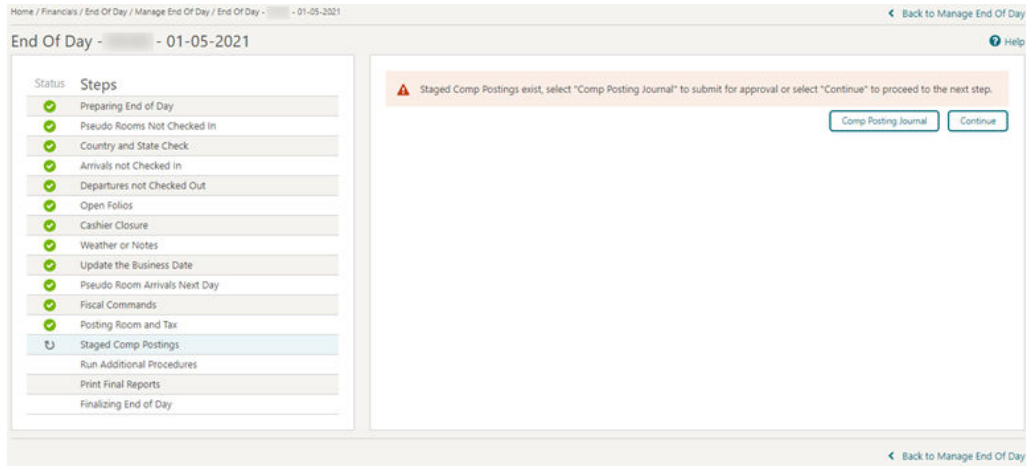 Home / Financials / End Of Day / Manage End Of Day / End Of Day - - 01-05-2021
Back to Manage End Of Day
End Of Day - - 01-05-2021
Help
Status Steps
Preparing End of Day
Pseudo Rooms Not Checked In
Country and State Check
Arrivals not Checked In
Departures not Checked Out
Open Folios
Cashier Closure
Weather or Notes
Update the Business Date
Pseudo Room Arrivals Next Day
Fiscal Commands
Posting Room and Tax
Staged Comp Postings
Run Additional Procedures
Print Final Reports
Finalizing End of Day
Staged Comp Postings exist, select "Comp Posting Journal" to submit for approval or select "Continue" to proceed to the next step.
Comp Posting Journal Continue
Back to Manage End Of Day